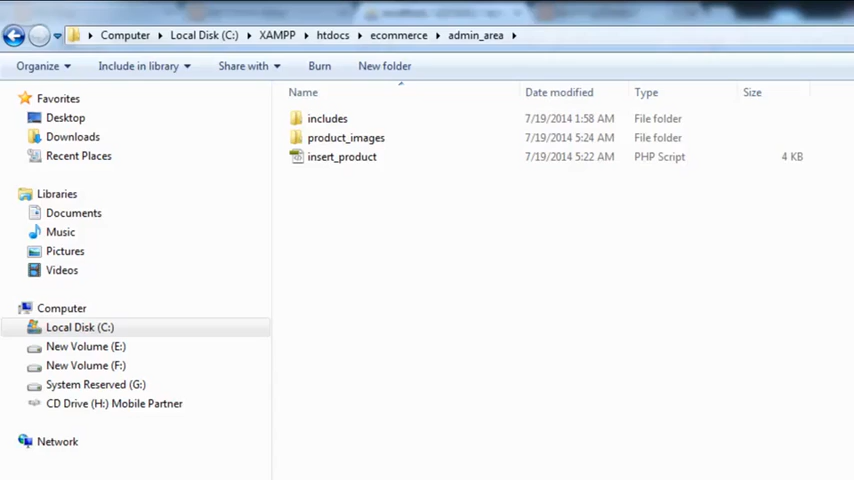 Computer Local Disk (C:) XAMPP htdocs ecommerce admin_area
Organize Include in library Share with Burn New folder
Name Date modified Type Size
Favorites
Desktop
Downloads
Recent Places
Libraries
Documents
Music
Pictures
Videos
Computer
Local Disk (C:)
New Volume (E:)
New Volume (F:)
System Reserved (G:)
CD Drive (H:) Mobile Partner
Network
includes 7/19/2014 1:58 AM File folder
product_images 7/19/2014 5:24 AM File folder
insert_product 7/19/2014 5:22 AM PHP Script 4 KB